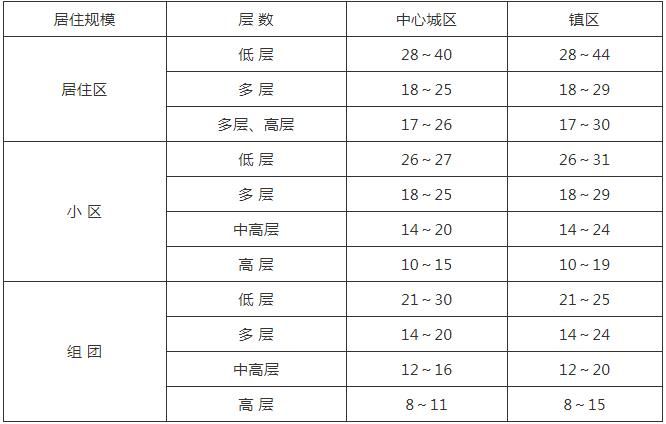 居住规模 层 数 中心城区 镇区
居住区 低 层 28～40 28～44
多 层 18～25 18～29
多层、高层 17～26 17～30
小 区 低 层 26～27 26～31
多 层 18～25 18～29
中高层 14～20 14～24
高 层 10～15 10～19
组 团 低 层 21～30 21～25
多 层 14～20 14～24
中高层 12～16 12～20
高 层 8～11 8～15